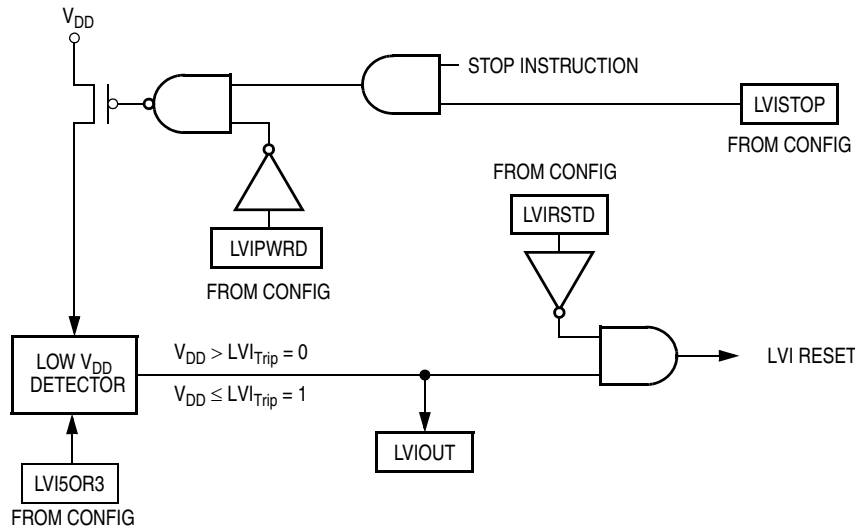 VDD
STOP INSTRUCTION
LVISTOP
FROM CONFIG
FROM CONFIG
LVIRSTD
LVIPWRD
FROM CONFIG
LOW VDD
DETECTOR
VDD > LVITrip = 0
VDD ≤ LVITrip = 1
LVI RESET
LVIOUT
LVI5OR3
FROM CONFIG